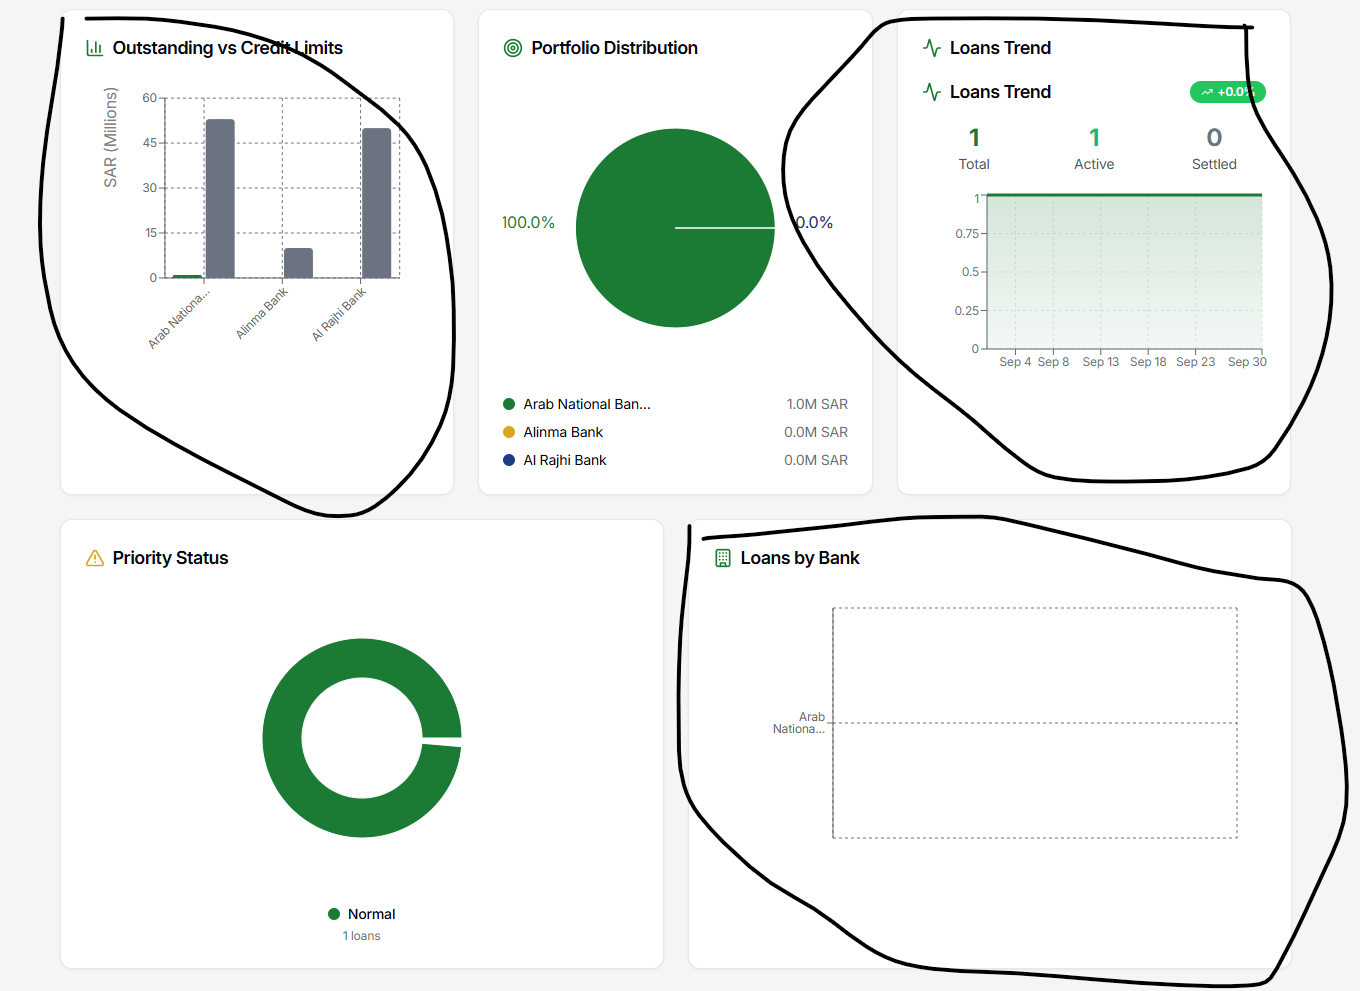 Outstanding vs Credit Limits
SAR (Millions)
60
45
30
15
0
Arab Nationa...
Alinma Bank
Al Rajhi Bank
Portfolio Distribution
100.0%
0.0%
Arab National Ban... 1.0M SAR
Alinma Bank 0.0M SAR
Al Rajhi Bank 0.0M SAR
Loans Trend
Loans Trend +0.0%
1 1 0
Total Active Settled
1
0.75
0.5
0.25
0
Sep 4 Sep 8 Sep 13 Sep 18 Sep 23 Sep 30
Priority Status
Normal
1 loans
Loans by Bank
Arab
Nationa...